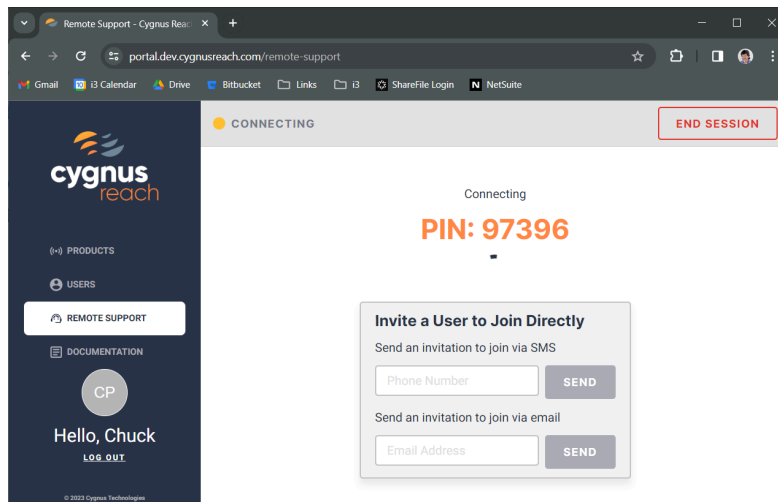 Remote Support - Cygnus Reac
portal.dev.cygnusreach.com/remote-support
Gmail i3 Calendar Drive Bitbucket Links i3 ShareFile Login N NetSuite
cygnus
reach
PRODUCTS
USERS
REMOTE SUPPORT
DOCUMENTATION
CP
Hello, Chuck
LOG OUT
© 2023 Cygnus Technologies
CONNECTING
END SESSION
Connecting
PIN: 97396
Invite a User to Join Directly
Send an invitation to join via SMS
Phone Number SEND
Send an invitation to join via email
Email Address SEND